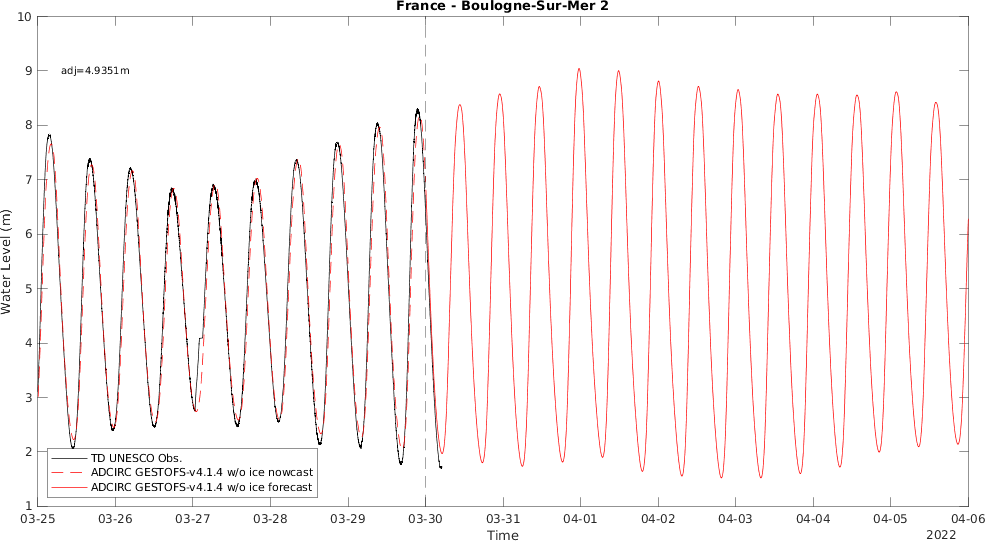 France - Boulogne-Sur-Mer 2
10
9
8
7
6
5
4
3
2
1
Water Level (m)
adj=4.9351m
TD UNESCO Obs.
ADCIRC GESTOFS-v4.1.4 w/o ice nowcast
ADCIRC GESTOFS-v4.1.4 w/o ice forecast
03-25 03-26 03-27 03-28 03-29 03-30 03-31 04-01 04-02 04-03 04-04 04-05 04-06
Time
2022